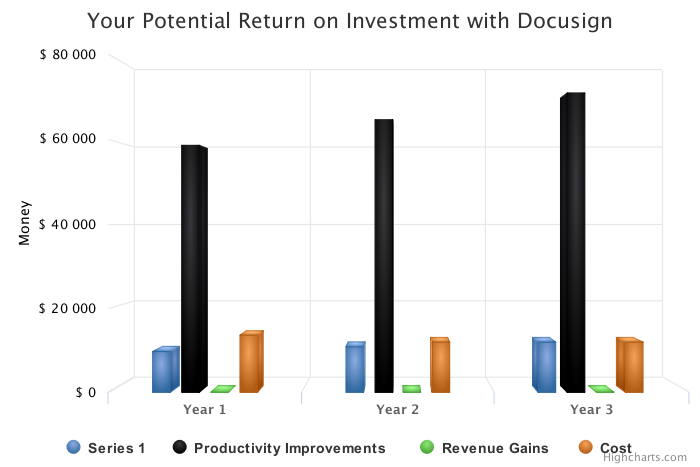 Your Potential Return on Investment with Docusign
$ 80 000
$ 60 000
$ 40 000
$ 20 000
$ 0
Money
Year 1
Year 2
Year 3
Series 1
Productivity Improvements
Revenue Gains
Cost
Highcharts.com